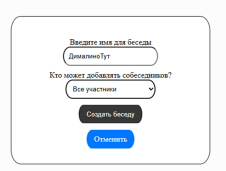 Введите имя для беседы
ДималиноТут
Кто может добавлять собеседников?
Все участники
Создать беседу
Отменить